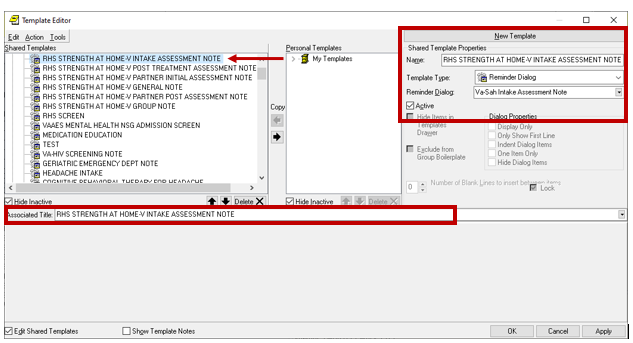 Template Editor
Edit Action Tools
New Template
Shared Templates
Personal Templates
Shared Template Properties
RHS STRENGTH AT HOME-V INTAKE ASSESSMENT NOTE
RHS STRENGTH AT HOME-V POST TREATMENT ASSESSMENT NOTE
RHS STRENGTH AT HOME-V PARTNER INITIAL ASSESSMENT NOTE
RHS STRENGTH AT HOME-V GENERAL NOTE
RHS STRENGTH AT HOME-V PARTNER POST ASSESSMENT NOTE
RHS STRENGTH AT HOME-V GROUP NOTE
RHS SCREEN
VAAES MENTAL HEALTH NSG ADMISSION SCREEN
MEDICATION EDUCATION
TEST
VA-HIV SCREENING NOTE
GERIATRIC EMERGENCY DEPT NOTE
HEADACHE INTAKE
COGNITIVE BEHAVIORAL THERAPY FOR HEADACHE
My Templates
Copy
Name: RHS STRENGTH AT HOME-V INTAKE ASSESSMENT NOTE
Template Type: Reminder Dialog
Reminder Dialog: Va-Sah Intake Assessment Note
Active
Hide Items in
Templates
Drawer
Exclude from
Group Boilerplate
Dialog Properties
Display Only
Only Show First Line
Indent Dialog Items
One Item Only
Hide Dialog Items
0 Number of Blank Lines to insert between items
Lock
Hide Inactive Delete
Hide Inactive Delete
Associated Title: RHS STRENGTH AT HOME-V INTAKE ASSESSMENT NOTE
Edit Shared Templates
Show Template Notes
OK Cancel Apply